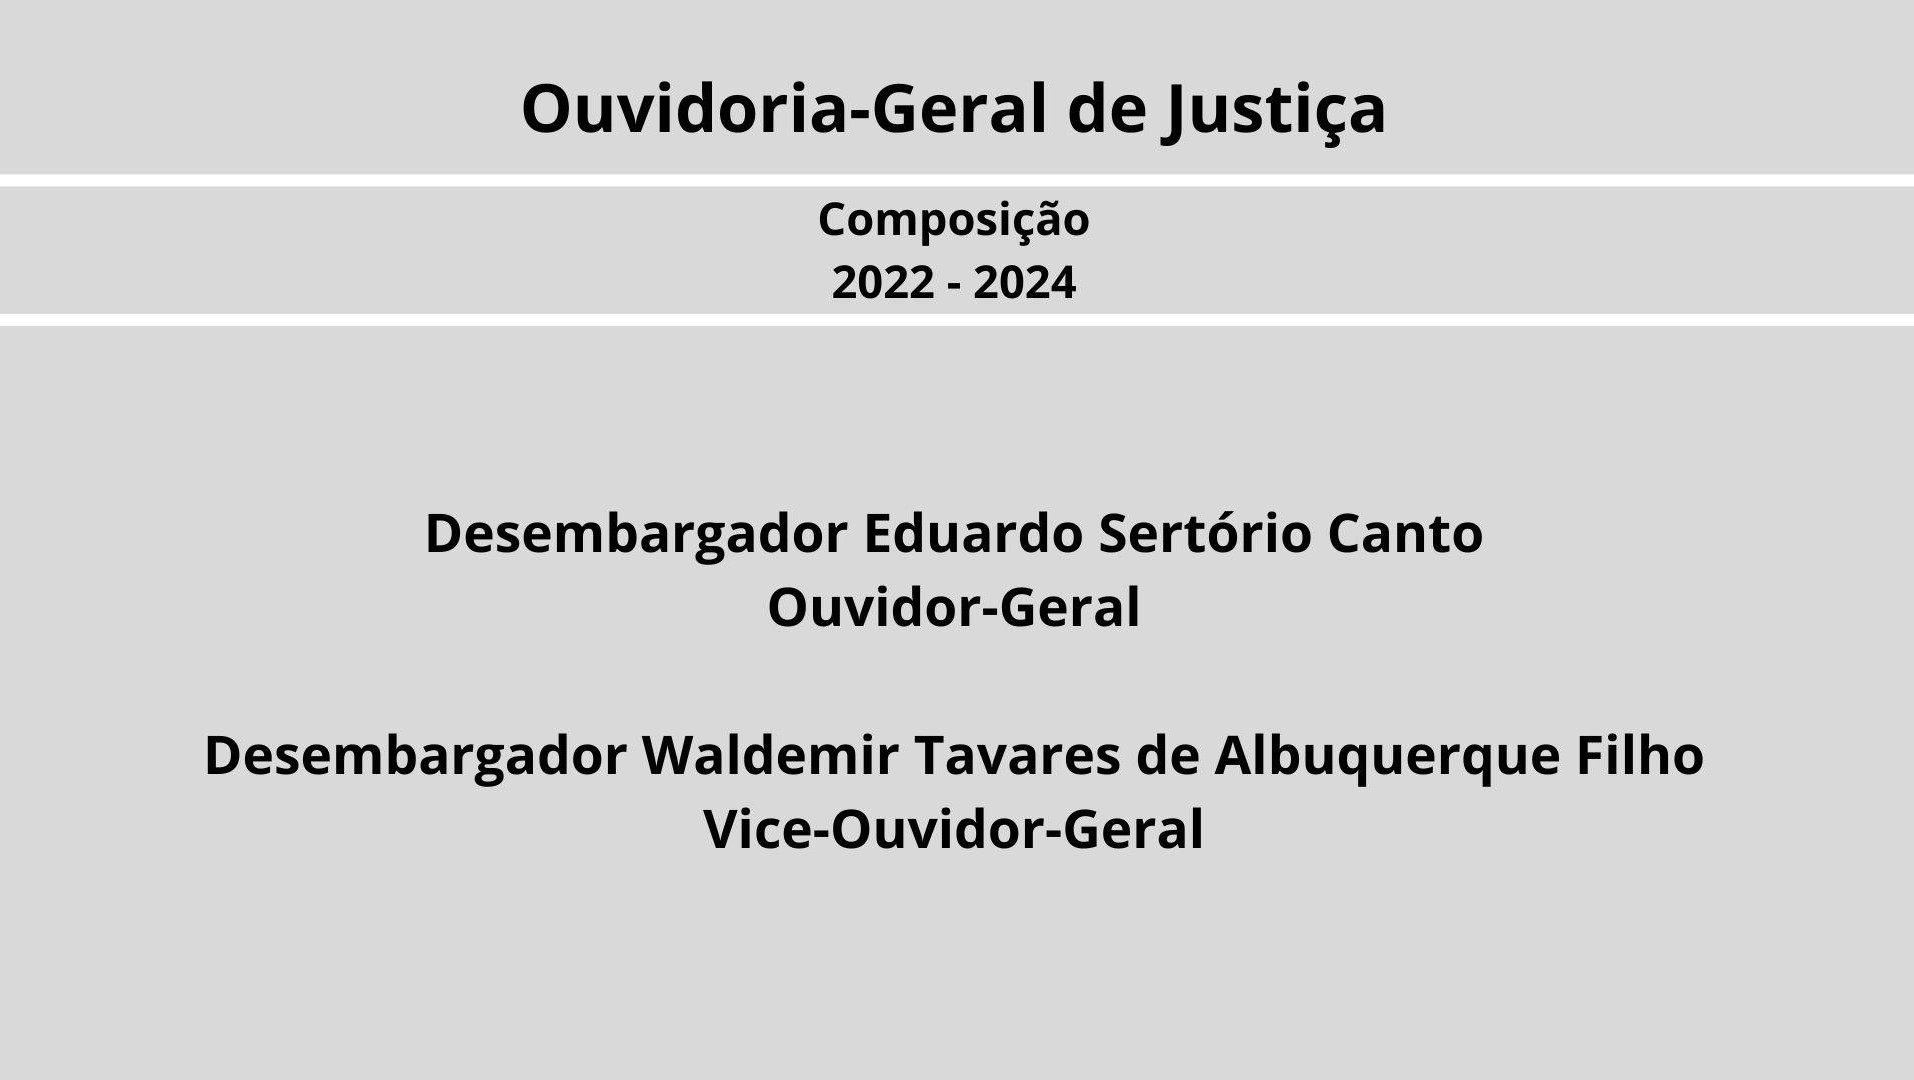 Ouvidoria-Geral de Justiça
Composição
2022 - 2024
Desembargador Eduardo Sertório Canto
Ouvidor-Geral
Desembargador Waldemir Tavares de Albuquerque Filho
Vice-Ouvidor-Geral